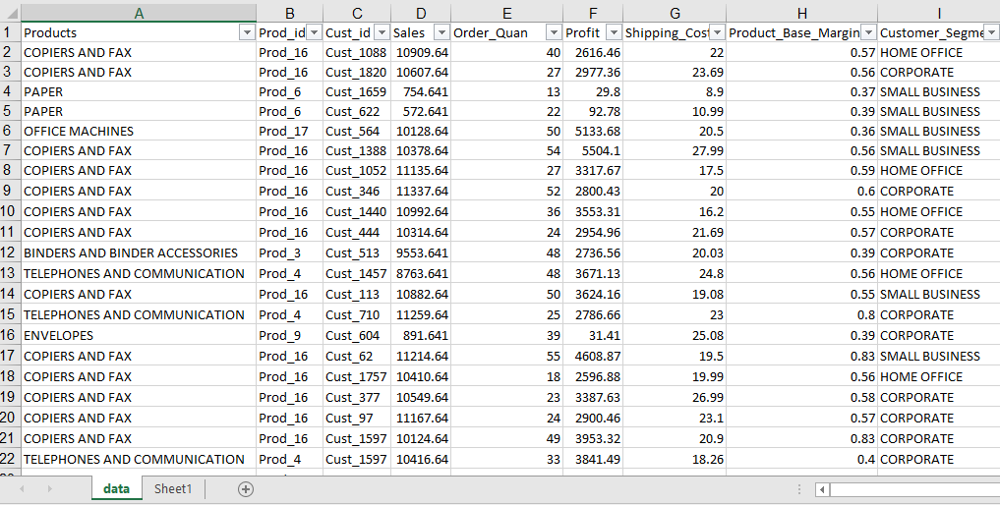 A B C D E F G H I
1 Products Prod_id Cust_id Sales Order_Quan Profit Shipping_Cost Product_Base_Margin Customer_Segme
2 COPIERS AND FAX Prod_16 Cust_1088 10909.64 40 2616.46 22 0.57 HOME OFFICE
3 COPIERS AND FAX Prod_16 Cust_1820 10607.64 27 2977.36 23.69 0.56 CORPORATE
4 PAPER Prod_6 Cust_1659 754.641 13 29.8 8.9 0.37 SMALL BUSINESS
5 PAPER Prod_6 Cust_622 572.641 22 92.78 10.99 0.39 SMALL BUSINESS
6 OFFICE MACHINES Prod_17 Cust_564 10128.64 50 5133.68 20.5 0.36 SMALL BUSINESS
7 COPIERS AND FAX Prod_16 Cust_1388 10378.64 54 5504.1 27.99 0.56 SMALL BUSINESS
8 COPIERS AND FAX Prod_16 Cust_1052 11135.64 27 3317.67 17.5 0.59 HOME OFFICE
9 COPIERS AND FAX Prod_16 Cust_346 11337.64 52 2800.43 20 0.6 CORPORATE
10 COPIERS AND FAX Prod_16 Cust_1440 10992.64 36 3553.31 16.2 0.55 HOME OFFICE
11 COPIERS AND FAX Prod_16 Cust_444 10314.64 24 2954.96 21.69 0.57 CORPORATE
12 BINDERS AND BINDER ACCESSORIES Prod_3 Cust_513 9553.641 48 2736.56 20.03 0.39 CORPORATE
13 TELEPHONES AND COMMUNICATION Prod_4 Cust_1457 8763.641 48 3671.13 24.8 0.56 HOME OFFICE
14 COPIERS AND FAX Prod_16 Cust_113 10882.64 50 3624.16 19.08 0.55 SMALL BUSINESS
15 TELEPHONES AND COMMUNICATION Prod_4 Cust_710 11259.64 25 2786.66 23 0.8 CORPORATE
16 ENVELOPES Prod_9 Cust_604 891.641 39 31.41 25.08 0.39 CORPORATE
17 COPIERS AND FAX Prod_16 Cust_62 11214.64 55 4608.87 19.5 0.83 SMALL BUSINESS
18 COPIERS AND FAX Prod_16 Cust_1757 10410.64 18 2596.88 19.99 0.56 HOME OFFICE
19 COPIERS AND FAX Prod_16 Cust_377 10549.64 23 3387.63 26.99 0.58 CORPORATE
20 COPIERS AND FAX Prod_16 Cust_97 11167.64 24 2900.46 23.1 0.57 CORPORATE
21 COPIERS AND FAX Prod_16 Cust_1597 10124.64 49 3953.32 20.9 0.83 CORPORATE
22 TELEPHONES AND COMMUNICATION Prod_4 Cust_1597 10416.64 33 3841.49 18.26 0.4 CORPORATE
data Sheet1